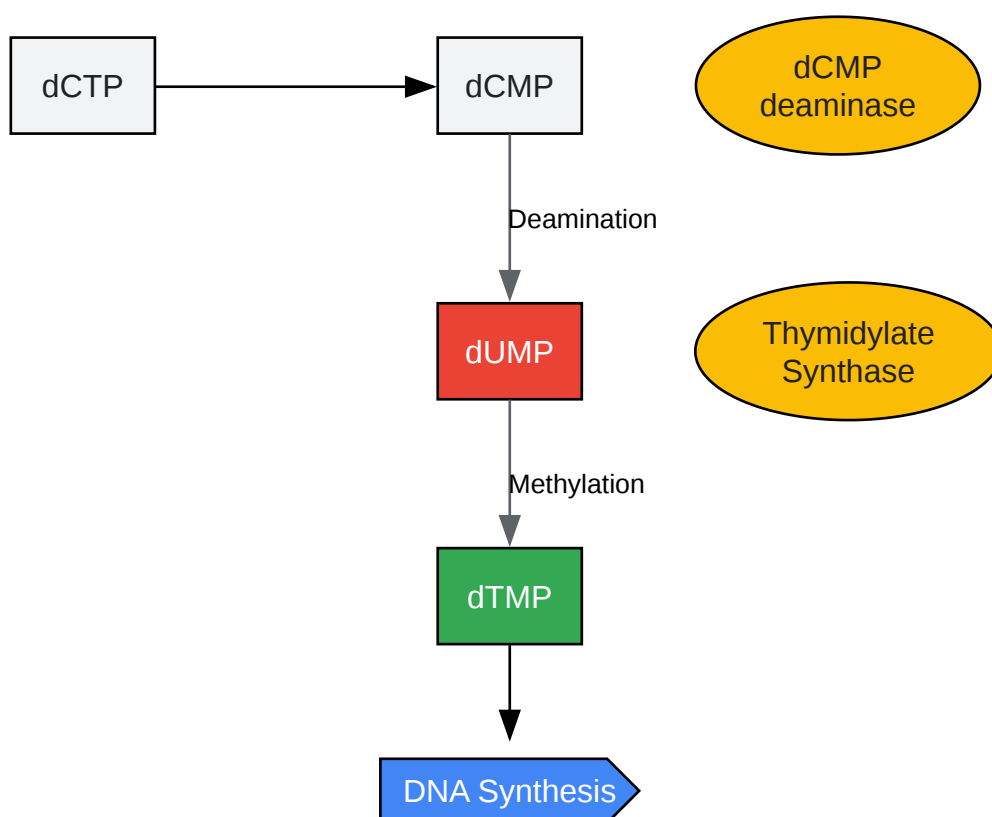 dCTP
dCMP
dCMP
deaminase
Deamination
dUMP
Thymidylate
Synthase
Methylation
dTMP
DNA Synthesis